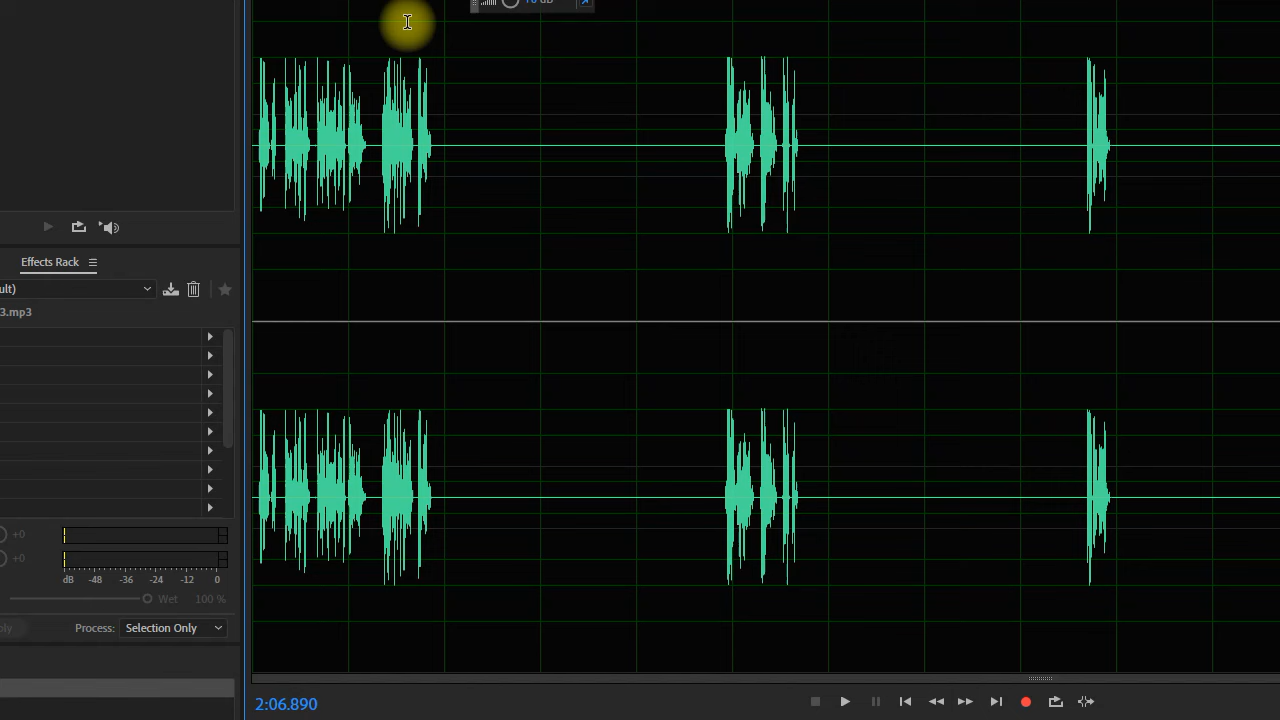 Effects Rack
ult)
3.mp3
+0
+0
dB -48 -36 -24 -12 0
Wet 100 %
ply
Process: Selection Only
2:06.890